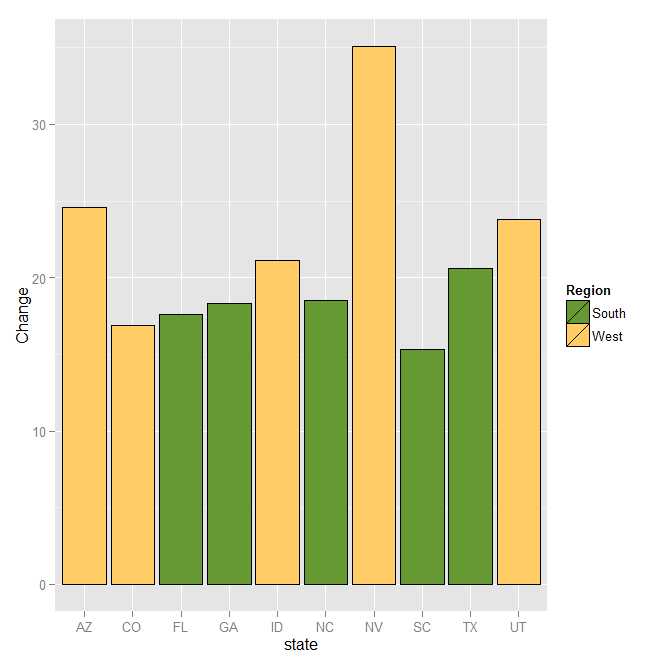 Change
30
20
10
0
AZ CO FL GA ID NC NV SC TX UT
state
Region
South
West